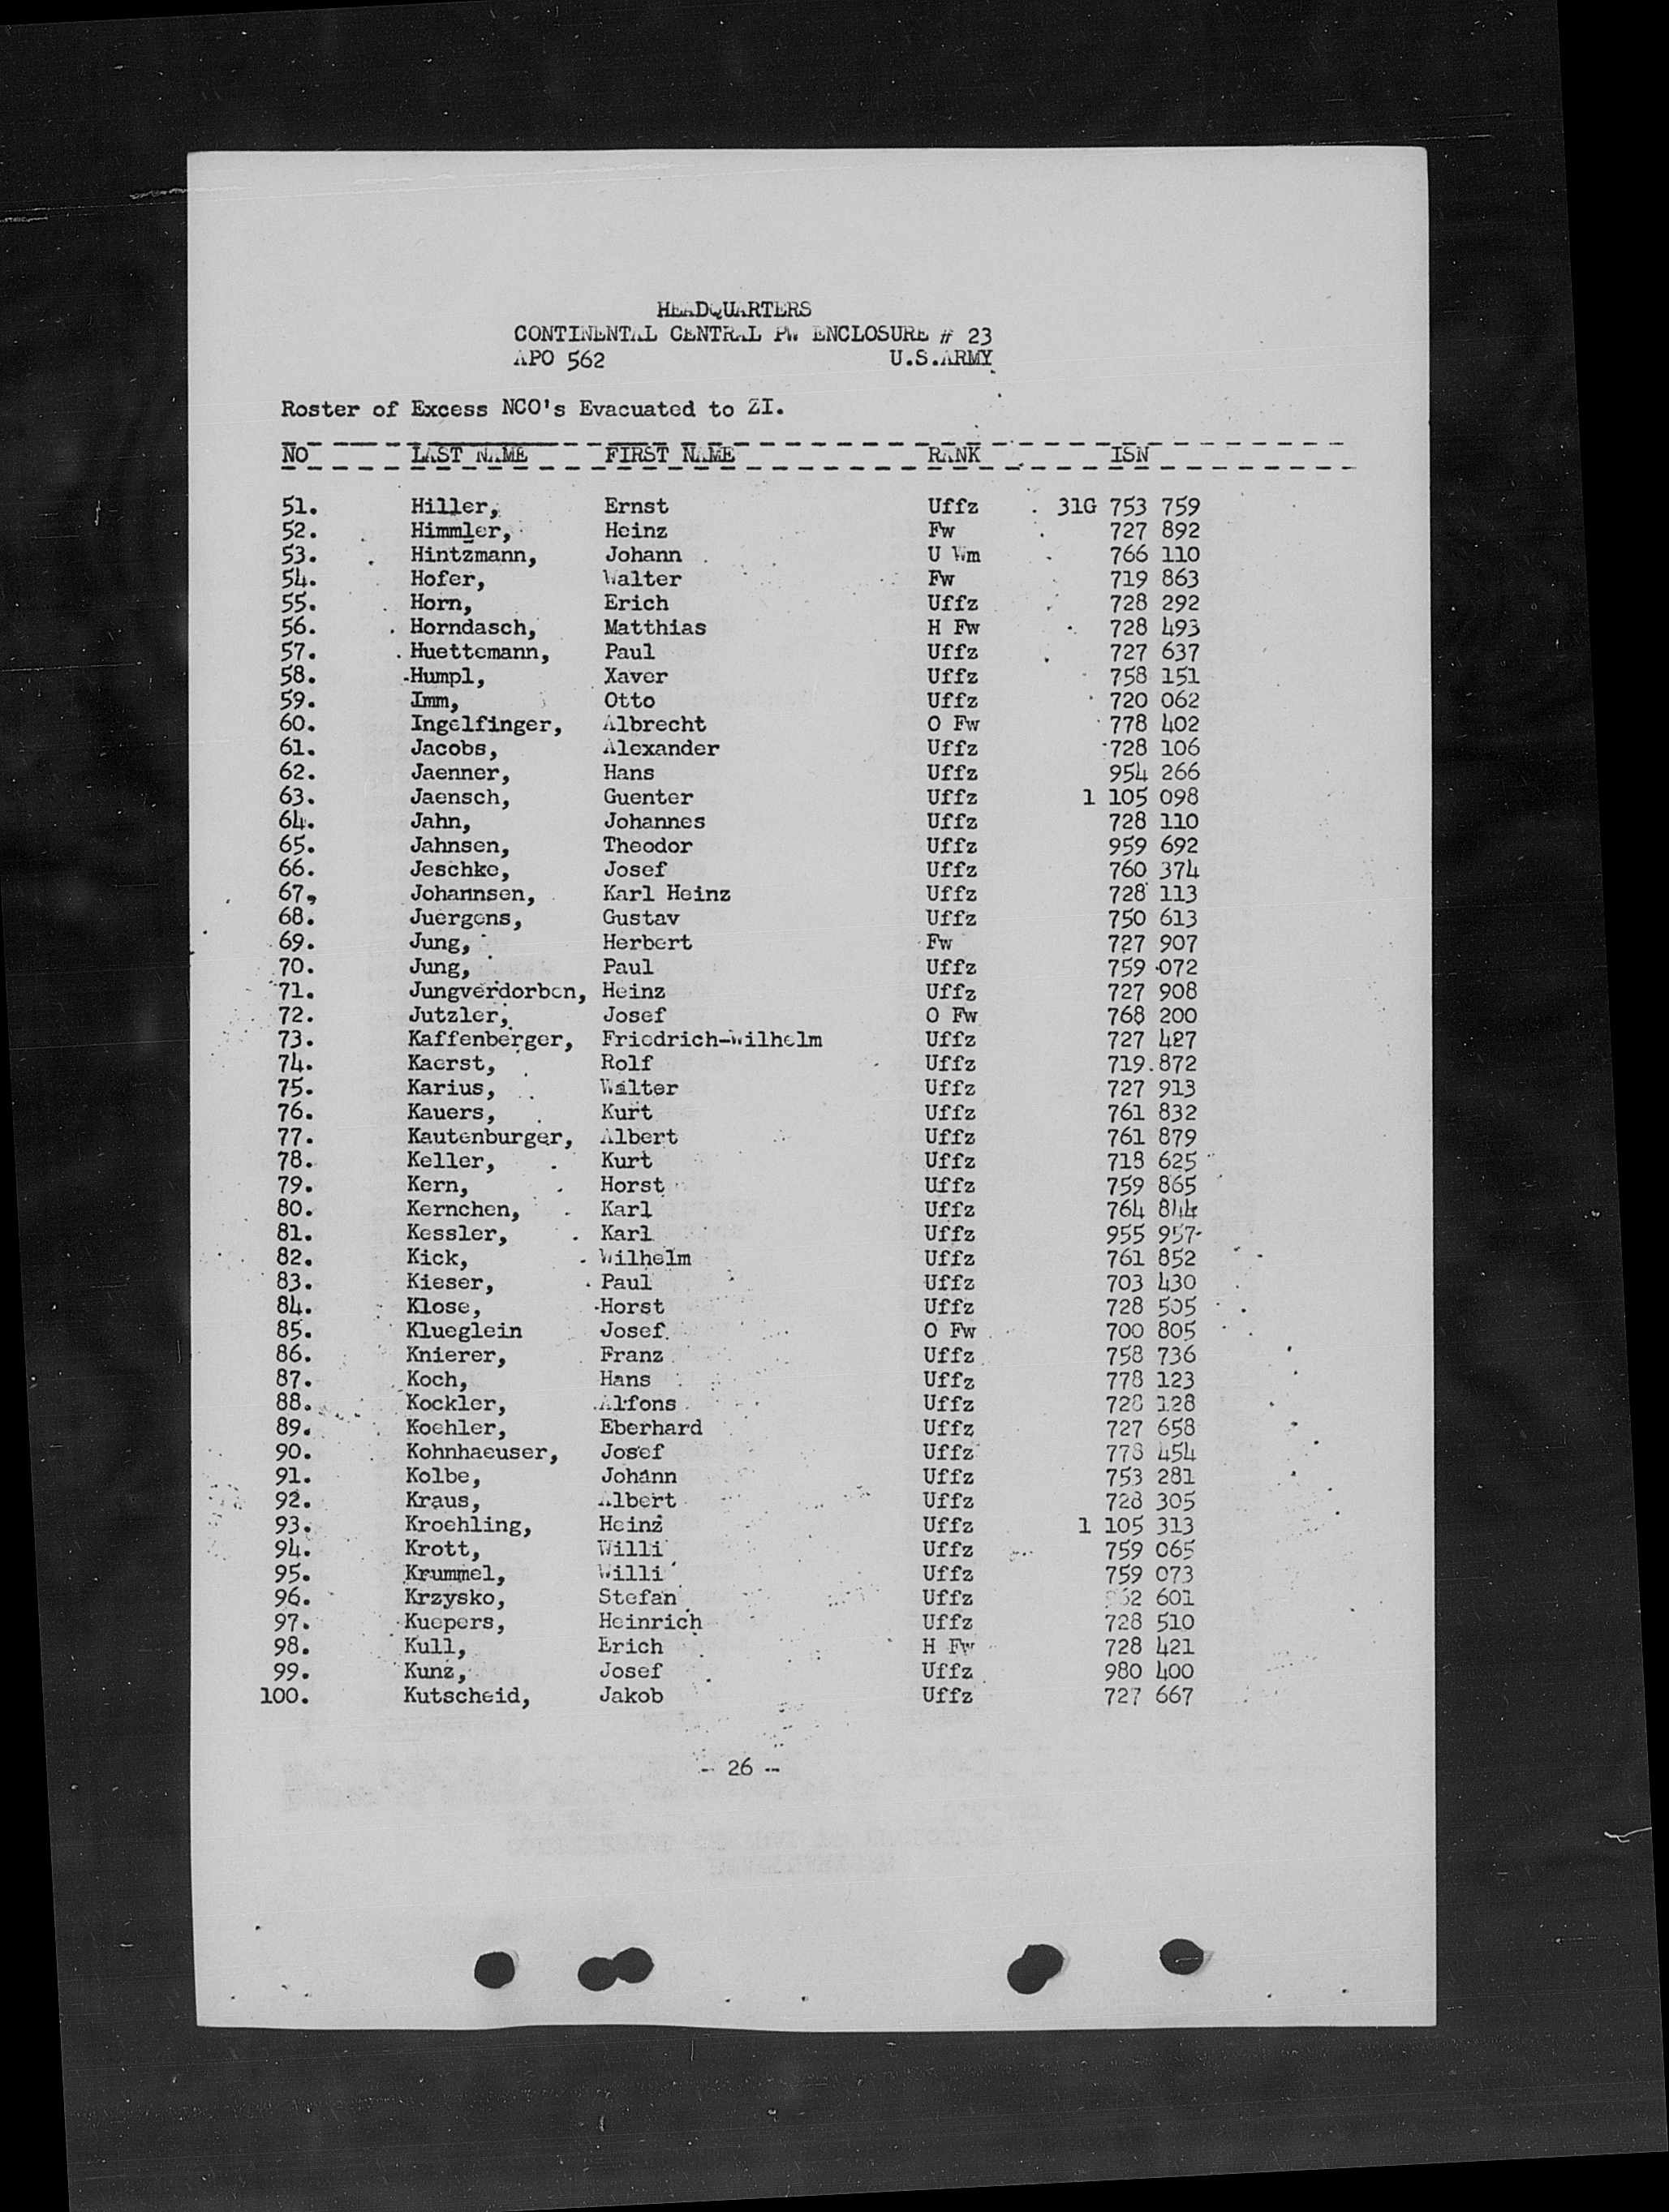 HEADQUARTERS
CONTINENTAL CENTRAL PW ENCLOSURE # 23
APO 562 U.S.ARMY
Roster of Excess NCO's Evacuated to ZI.
NO LAST NAME FIRST NAME RANK ISN
51. Hiller, Ernst Uffz 31G 753 759
52. Himmler, Heinz Fw 727 892
53. Hintzmann, Johann U Wm 766 110
54. Hofer, Walter Fw 719 863
55. Horn, Erich Uffz 728 292
56. Horndasch, Matthias H Fw 728 493
57. Huettemann, Paul Uffz 727 637
58. Humpl, Xaver Uffz 758 151
59. Imm, Otto Uffz 720 062
60. Ingelfinger, Albrecht O Fw 778 402
61. Jacobs, Alexander Uffz 728 106
62. Jaenner, Hans Uffz 954 266
63. Jaensch, Guenter Uffz 1 105 098
64. Jahn, Johannes Uffz 728 110
65. Jahnsen, Theodor Uffz 959 692
66. Jeschke, Josef Uffz 760 374
67, Johannsen, Karl Heinz Uffz 728 113
68. Juergens, Gustav Uffz 750 613
69. Jung, Herbert Fw 727 907
70. Jung, Paul Uffz 759 072
71. Jungverdorben, Heinz Uffz 727 908
72. Jutzler, Josef O Fw 768 200
73. Kaffenberger, Friedrich-Wilhelm Uffz 727 427
74. Kaerst, Rolf Uffz 719.872
75. Karius, Walter Uffz 727 913
76. Kauers, Kurt Uffz 761 832
77. Kautenburger, Albert Uffz 761 879
78. Keller, Kurt Uffz 718 625
79. Kern, Horst Uffz 759 865
80. Kernchen, Karl Uffz 764 844
81. Kessler, Karl Uffz 955 957
82. Kick, Wilhelm Uffz 761 852
83. Kieser, Paul Uffz 703 430
84. Klose, Horst Uffz 728 505
85. Klueglein Josef O Fw 700 805
86. Knierer, Franz Uffz 758 736
87. Koch, Hans Uffz 778 123
88. Kockler, Alfons Uffz 728 128
89. Koehler, Eberhard Uffz 727 658
90. Kohnhaeuser, Josef Uffz 778 454
91. Kolbe, Johann Uffz 753 281
92. Kraus, Albert Uffz 728 305
93. Kroehling, Heinz Uffz 1 105 313
94. Krott, Willi Uffz 759 065
95. Krummel, Willi Uffz 759 073
96. Krzysko, Stefan Uffz 601
97. Kuepers, Heinrich Uffz 728 510
98. Kull, Erich H Fw 728 421
99. Kunz, Josef Uffz 980 400
100. Kutscheid, Jakob Uffz 727 667
-- 26 --